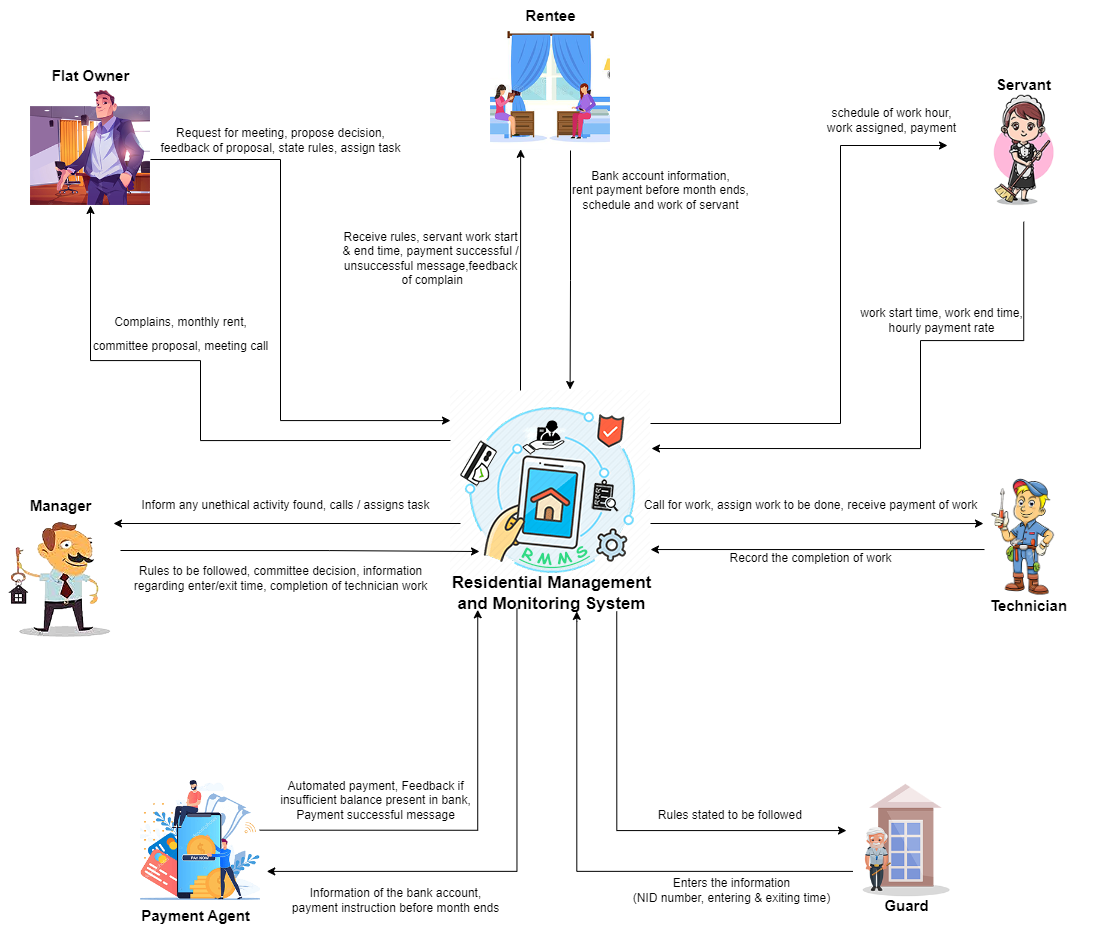 Rentee
Flat Owner
Servant
Request for meeting, propose decision,
feedback of proposal, state rules, assign task
schedule of work hour,
work assigned, payment
Bank account information,
rent payment before month ends,
schedule and work of servant
Receive rules, servant work start
& end time, payment successful /
unsuccessful message,feedback
of complain
Complains, monthly rent,
committee proposal, meeting call
work start time, work end time,
hourly payment rate
Manager
Inform any unethical activity found, calls / assigns task
Rules to be followed, committee decision, information
regarding enter/exit time, completion of technician work
RMMS
Residential Management
and Monitoring System
Call for work, assign work to be done, receive payment of work
Record the completion of work
Technician
Automated payment, Feedback if
insufficient balance present in bank,
Payment successful message
PAY NOW
Information of the bank account,
payment instruction before month ends
Payment Agent
Rules stated to be followed
Enters the information
(NID number, entering & exiting time)
Guard